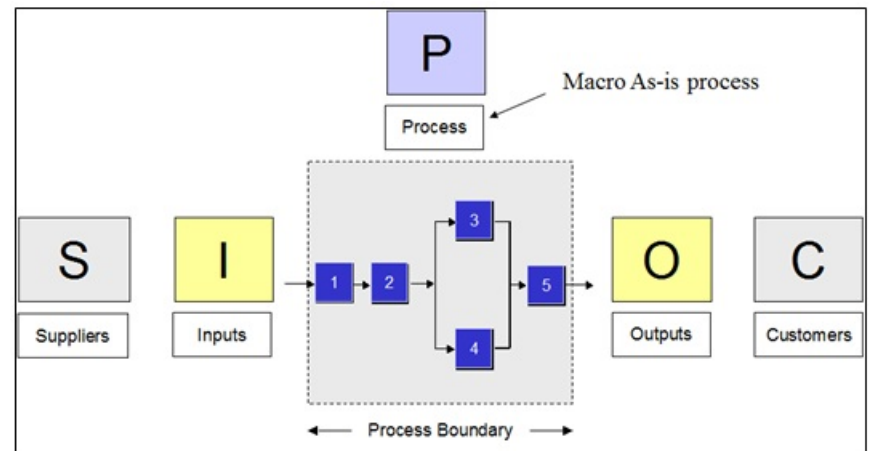 P
Macro As-is process
Process
S
I
1
2
3
4
5
O
C
Suppliers
Inputs
Outputs
Customers
Process Boundary